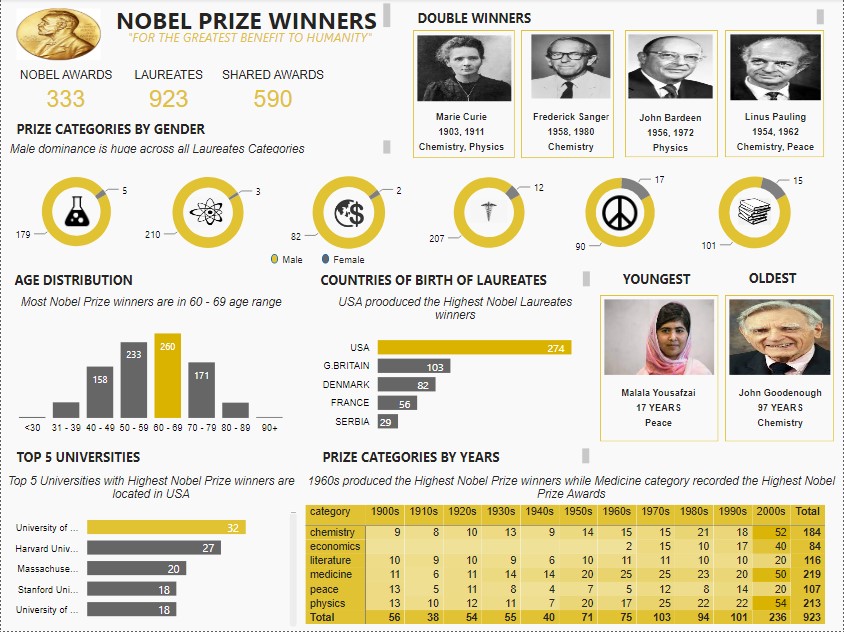 NOBEL PRIZE WINNERS
"FOR THE GREATEST BENEFIT TO HUMANITY"
NOBEL AWARDS LAUREATES SHARED AWARDS
333 923 590
DOUBLE WINNERS
Marie Curie
1903, 1911
Chemistry, Physics
Frederick Sanger
1958, 1980
Chemistry
John Bardeen
1956, 1972
Physics
Linus Pauling
1954, 1962
Chemistry, Peace
PRIZE CATEGORIES BY GENDER
Male dominance is huge across all Laureates Categories
5
179
3
210
2
82
12
207
17
90
15
101
Male Female
AGE DISTRIBUTION
Most Nobel Prize winners are in 60 - 69 age range
158 233 260 171
<30 31 - 39 40 - 49 50 - 59 60 - 69 70 - 79 80 - 89 90+
COUNTRIES OF BIRTH OF LAUREATES
USA prooduced the Highest Nobel Laureates
winners
USA 274
G.BRITAIN 103
DENMARK 82
FRANCE 56
SERBIA 29
YOUNGEST
Malala Yousafzai
17 YEARS
Peace
OLDEST
John Goodenough
97 YEARS
Chemistry
TOP 5 UNIVERSITIES
Top 5 Universities with Highest Nobel Prize winners are
located in USA
University of ... 32
Harvard Univ... 27
Massachuse... 20
Stanford Uni... 18
University of ... 18
PRIZE CATEGORIES BY YEARS
1960s produced the Highest Nobel Prize winners while Medicine category recorded the Highest Nobel
Prize Awards
category 1900s 1910s 1920s 1930s 1940s 1950s 1960s 1970s 1980s 1990s 2000s Total
chemistry 9 8 10 13 9 14 15 15 21 18 52 184
economics 2 15 10 17 40 84
literature 10 9 10 9 6 10 11 11 10 10 20 116
medicine 11 6 11 14 14 20 25 25 23 20 50 219
peace 13 5 11 8 4 7 5 12 8 14 20 107
physics 13 10 12 11 7 20 17 25 22 22 54 213
Total 56 38 54 55 40 71 75 103 94 101 236 923